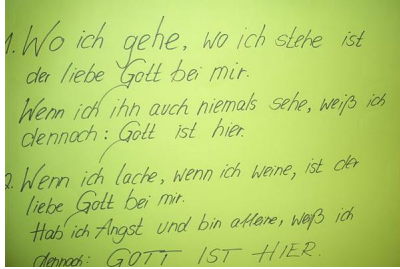 1. Wo ich gehe, wo ich stehe ist
der liebe Gott bei mir.
Wenn ich ihn auch niemals sehe, weiß ich
dennoch: Gott ist hier.
2. Wenn ich lache, wenn ich weine, ist der
liebe Gott bei mir.
Hab ich Angst und bin alleine, weiß ich
dennoch: GOTT IST HIER.